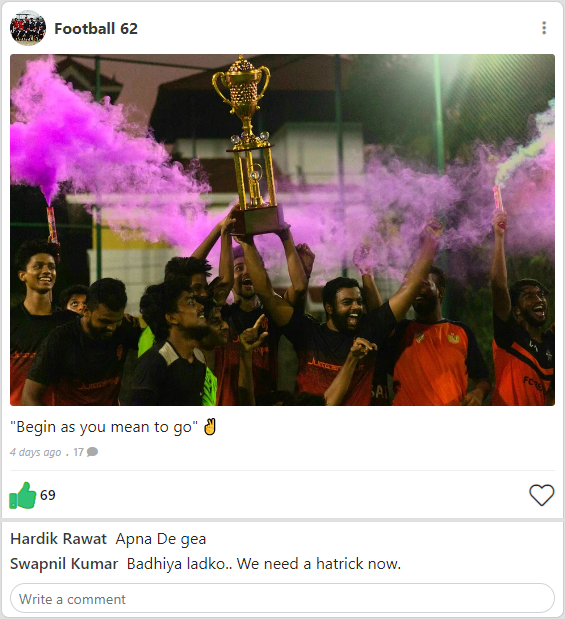 Football 62
"Begin as you mean to go"✌
4 days ago . 17
69
Hardik Rawat Apna De gea
Swapnil Kumar Badhiya ladko.. We need a hatrick now.
Write a comment